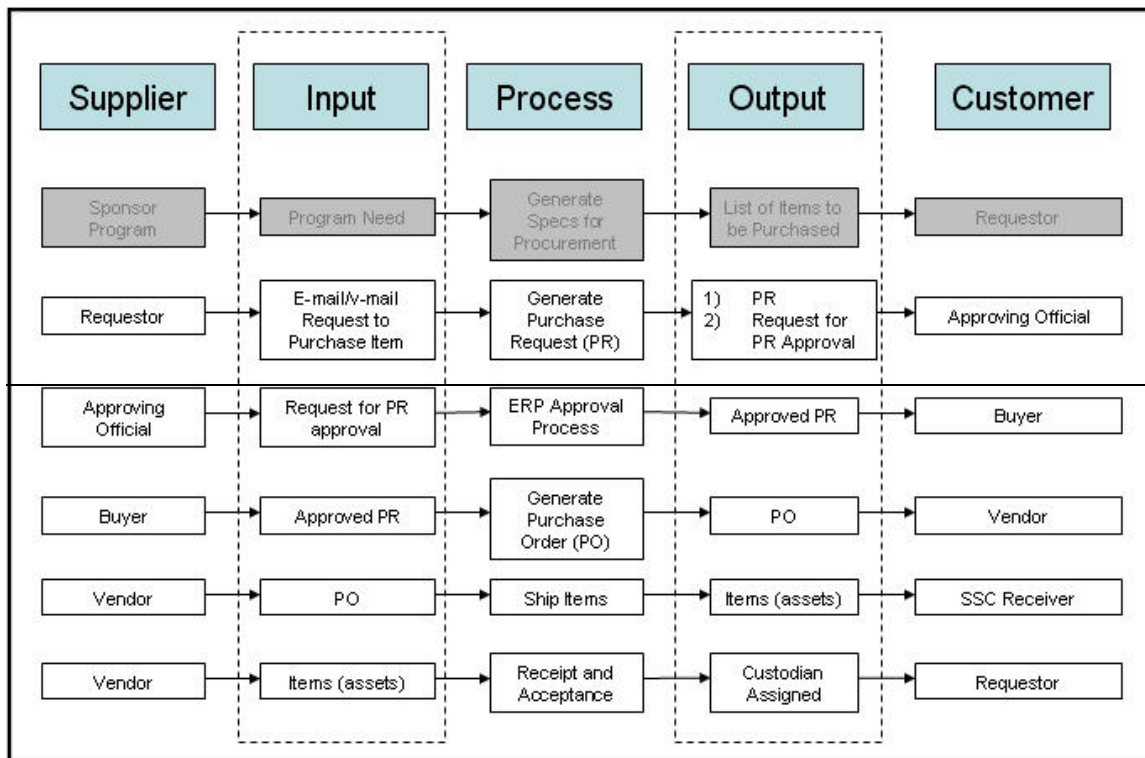 Supplier
Input
Process
Output
Customer
Sponsor
Program
Program Need
Generate
Specs for
Procurement
List of Items to
be Purchased
Requestor
Requestor
E-mail/v-mail
Request to
Purchase Item
Generate
Purchase
Request (PR)
1) PR
2) Request for
PR Approval
Approving Official
Approving
Official
Request for PR
approval
ERP Approval
Process
Approved PR
Buyer
Buyer
Approved PR
Generate
Purchase
Order (PO)
PO
Vendor
Vendor
PO
Ship Items
Items (assets)
SSC Receiver
Vendor
Items (assets)
Receipt and
Acceptance
Custodian
Assigned
Requestor